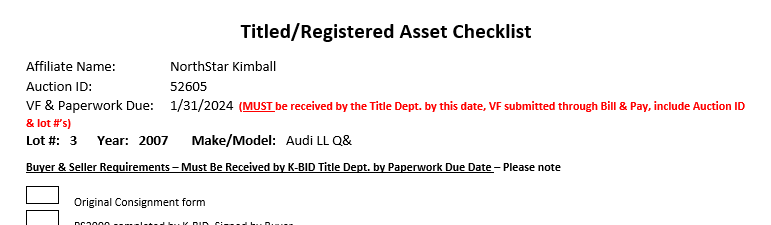 Titled/Registered Asset Checklist
Affiliate Name: NorthStar Kimball
Auction ID: 52605
VF & Paperwork Due: 1/31/2024 (MUST be received by the Title Dept. by this date, VF submitted through Bill & Pay, include Auction ID
& lot #'s)
Lot #: 3 Year: 2007 Make/Model: Audi LL Q&
Buyer & Seller Requirements – Must Be Received by K-BID Title Dept. by Paperwork Due Date – Please note
Original Consignment form
PS2000 completed by K-BID, Signed by Buyer